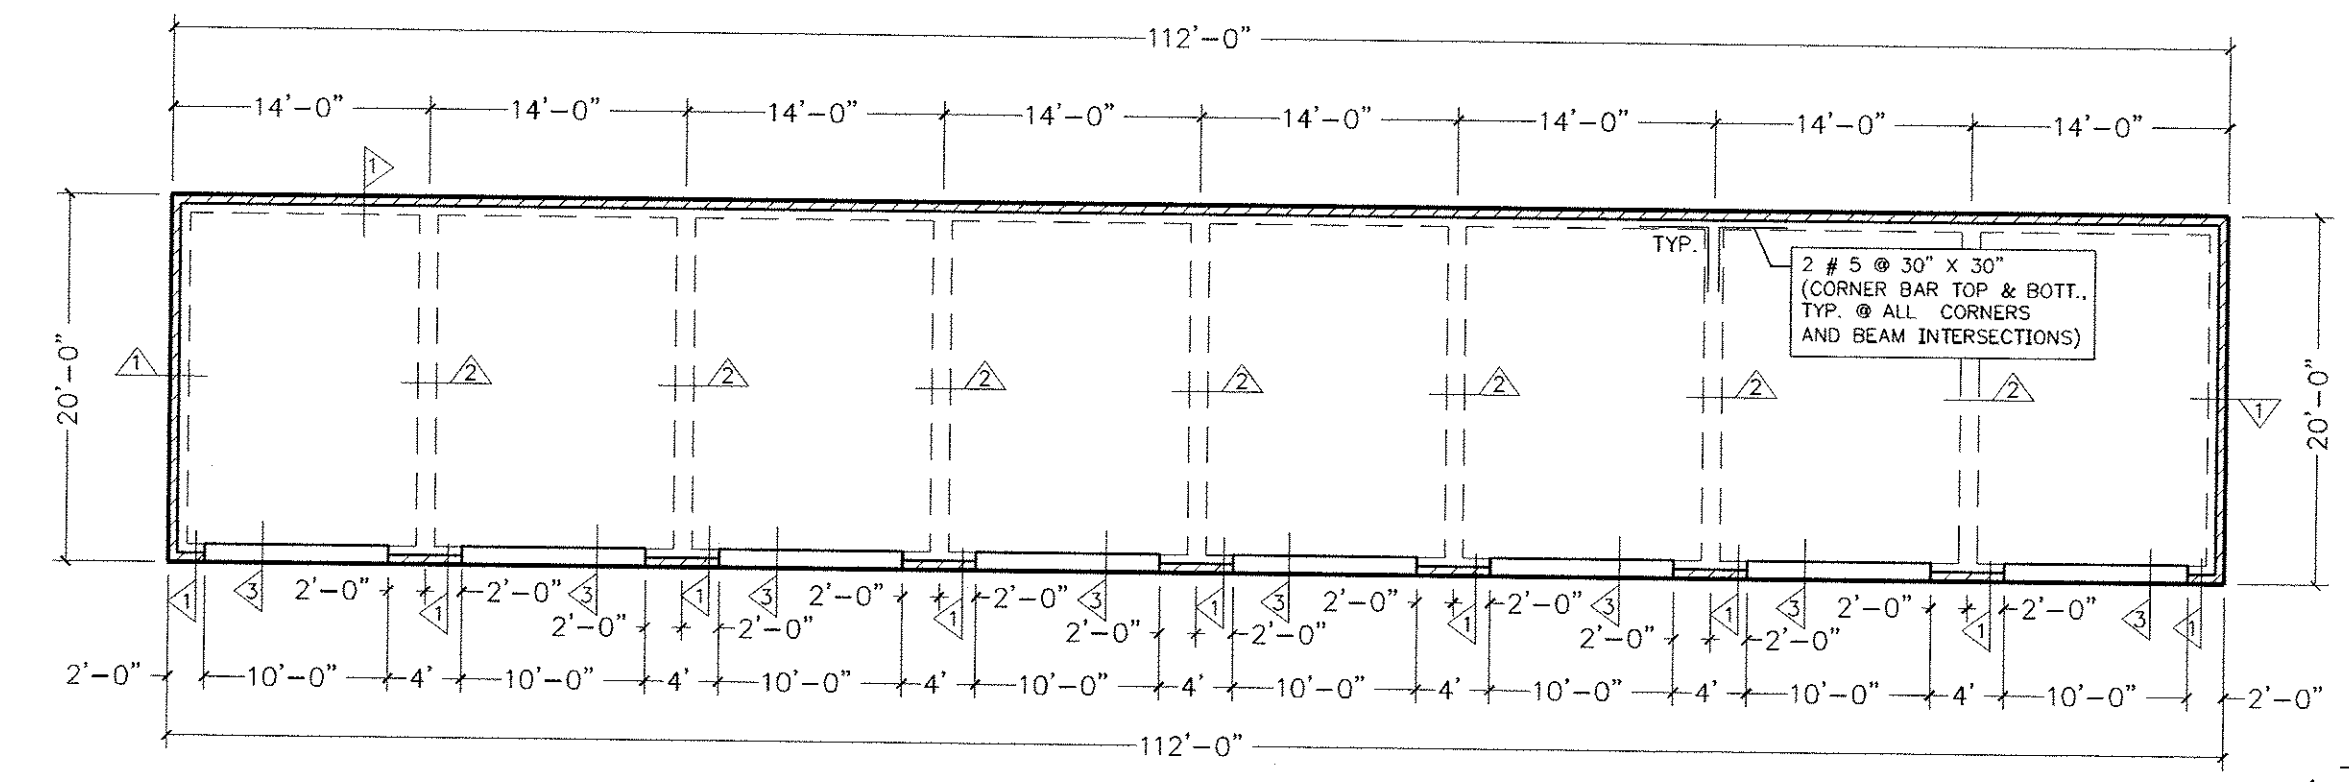 112'-0"
14'-0" 14'-0" 14'-0" 14'-0" 14'-0" 14'-0" 14'-0" 14'-0"
1
TYP.
2 # 5 @ 30" X 30"
(CORNER BAR TOP & BOTT.,
TYP. @ ALL CORNERS
AND BEAM INTERSECTIONS)
20'-0"
1 2 2 2 2 2 2 2 1
20'-0"
1 3 2'-0" 1 2'-0" 3 1 3 2'-0" 1 2'-0" 3 1 3 2'-0" 1 2'-0" 3 1 3 2'-0" 1 2'-0" 3 1
2'-0" 2'-0" 2'-0" 2'-0" 2'-0" 2'-0"
2'-0" 10'-0" 4' 10'-0" 4' 10'-0" 4' 10'-0" 4' 10'-0" 4' 10'-0" 4' 10'-0" 4' 10'-0" 2'-0"
112'-0"